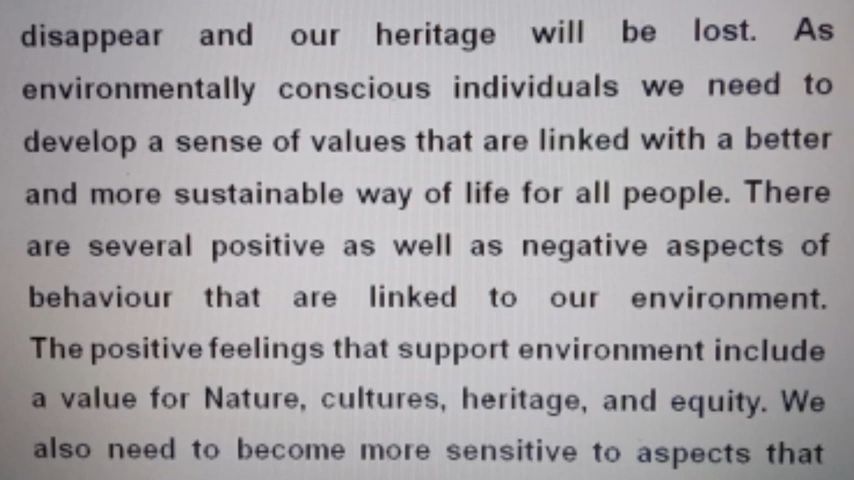 disappear and our heritage will be lost. As
environmentally conscious individuals we need to
develop a sense of values that are linked with a better
and more sustainable way of life for all people. There
are several positive as well as negative aspects of
behaviour that are linked to our environment.
The positive feelings that support environment include
a value for Nature, cultures, heritage, and equity. We
also need to become more sensitive to aspects that